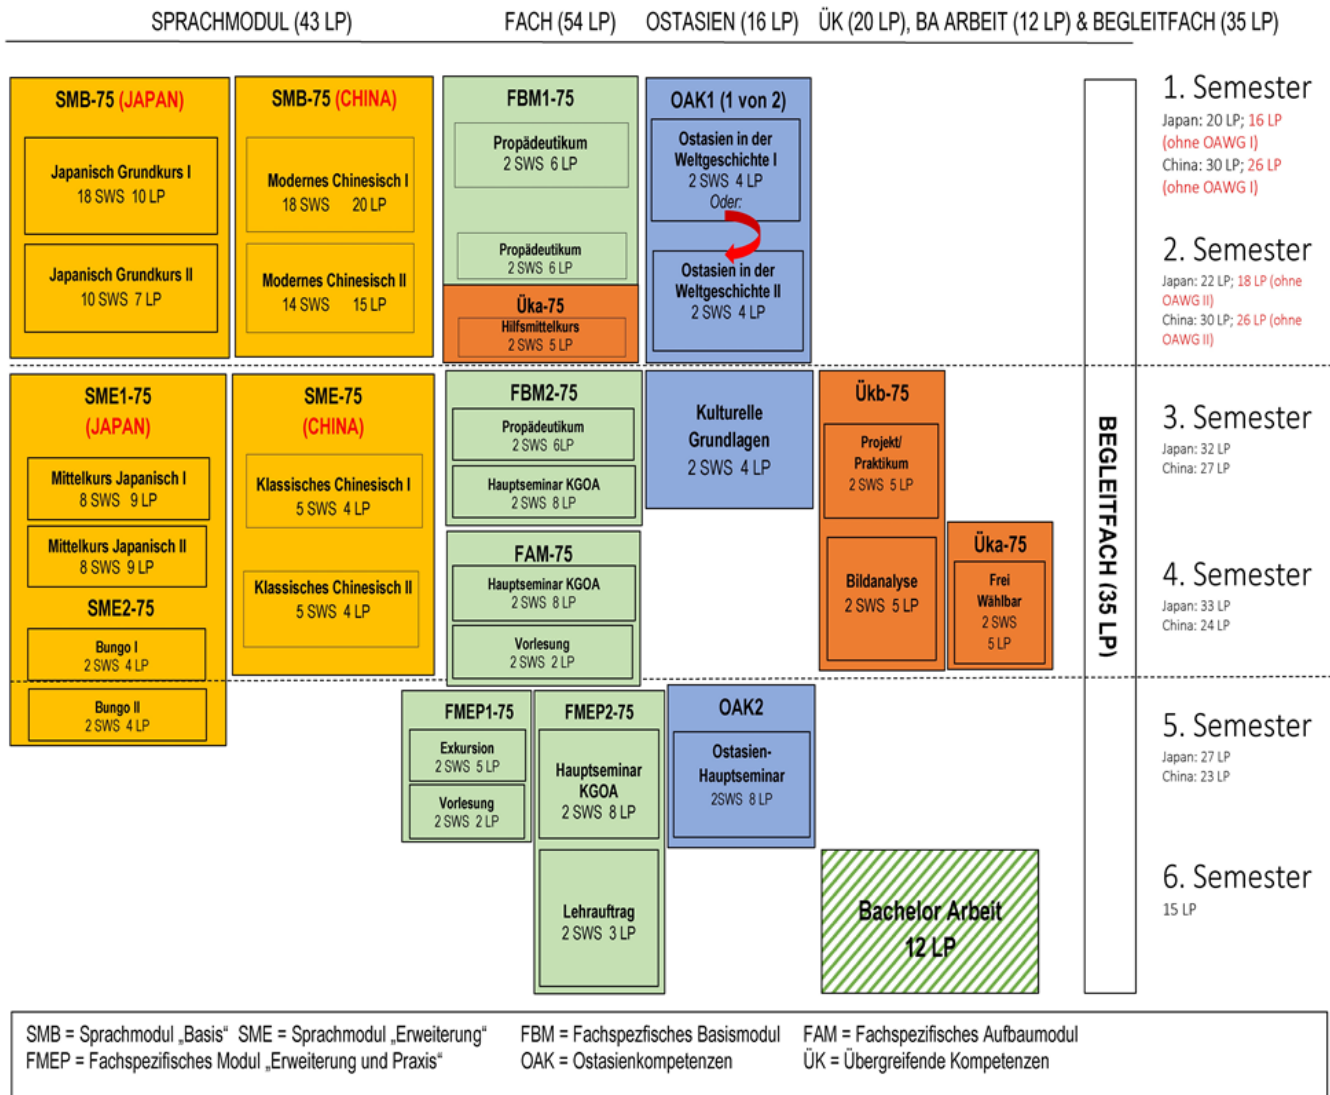 SPRACHMODUL (43 LP)
FACH (54 LP)
OSTASIEN (16 LP)
ÜK (20 LP), BA ARBEIT (12 LP) & BEGLEITFACH (35 LP)
SMB-75 (JAPAN)
Japanisch Grundkurs I
18 SWS 10 LP
Japanisch Grundkurs II
10 SWS 7 LP
SMB-75 (CHINA)
Modernes Chinesisch I
18 SWS 20 LP
Modernes Chinesisch II
14 SWS 15 LP
FBM1-75
Propädeutikum
2 SWS 6 LP
Propädeutikum
2 SWS 6 LP
Üka-75
Hilfsmittelkurs
2 SWS 5 LP
OAK1 (1 von 2)
Ostasien in der
Weltgeschichte I
2 SWS 4 LP
Oder:
Ostasien in der
Weltgeschichte II
2 SWS 4 LP
1. Semester
Japan: 20 LP; 16 LP
(ohne OAWG I)
China: 30 LP; 26 LP
(ohne OAWG I)
2. Semester
Japan: 22 LP; 18 LP (ohne
OAWG II)
China: 30 LP; 26 LP (ohne
OAWG II)
SME1-75
(JAPAN)
Mittelkurs Japanisch I
8 SWS 9 LP
Mittelkurs Japanisch II
8 SWS 9 LP
SME2-75
Bungo I
2 SWS 4 LP
Bungo II
2 SWS 4 LP
SME-75
(CHINA)
Klassisches Chinesisch I
5 SWS 4 LP
Klassisches Chinesisch II
5 SWS 4 LP
FBM2-75
Propädeutikum
2 SWS 6LP
Hauptseminar KGOA
2 SWS 8 LP
FAM-75
Hauptseminar KGOA
2 SWS 8 LP
Vorlesung
2 SWS 2 LP
Kulturelle
Grundlagen
2 SWS 4 LP
Ükb-75
Projekt/
Praktikum
2 SWS 5 LP
Bildanalyse
2 SWS 5 LP
Üka-75
Frei
Wählbar
2 SWS
5 LP
BEGLEITFACH (35 LP)
3. Semester
Japan: 32 LP
China: 27 LP
4. Semester
Japan: 33 LP
China: 24 LP
FMEP1-75
Exkursion
2 SWS 5 LP
Vorlesung
2 SWS 2 LP
FMEP2-75
Hauptseminar
KGOA
2 SWS 8 LP
Lehrauftrag
2 SWS 3 LP
OAK2
Ostasien-
Hauptseminar
2SWS 8 LP
Bachelor Arbeit
12 LP
5. Semester
Japan: 27 LP
China: 23 LP
6. Semester
15 LP
SMB = Sprachmodul „Basis“ SME = Sprachmodul „Erweiterung“ FBM = Fachspezfisches Basismodul FAM = Fachspezifisches Aufbaumodul
FMEP = Fachspezifisches Modul „Erweiterung und Praxis“ OAK = Ostasienkompetenzen ÜK = Übergreifende Kompetenzen